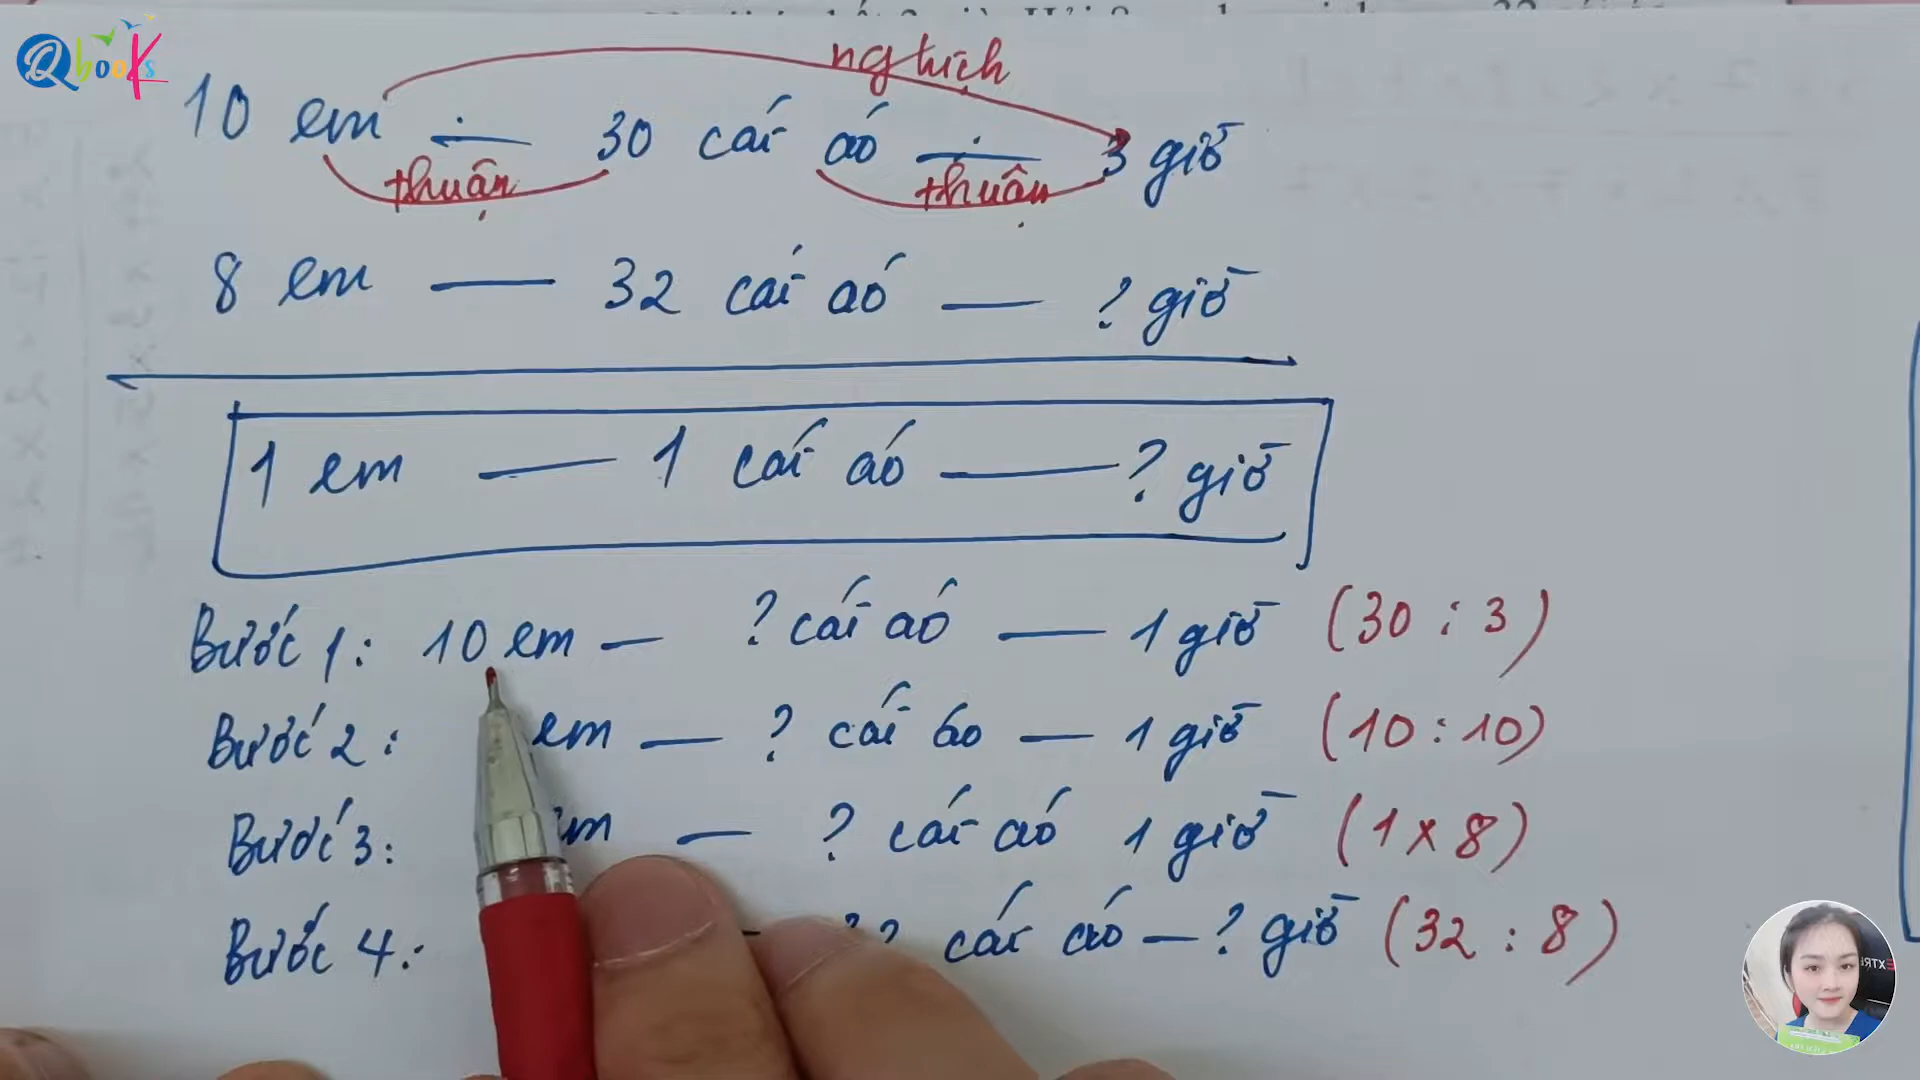 Qbooks
nghịch
10 em — 30 cái áo — 3 giờ
thuận thuận
8 em — 32 cái áo — ? giờ
1 em — 1 cái áo — ? giờ
Bước 1: 10 em — ? cái áo — 1 giờ (30 : 3)
Bước 2: em — ? cái áo — 1 giờ (10 : 10)
Bước 3: ? cái áo 1 giờ (1 x 8)
Bước 4: cái áo — ? giờ (32 : 8)